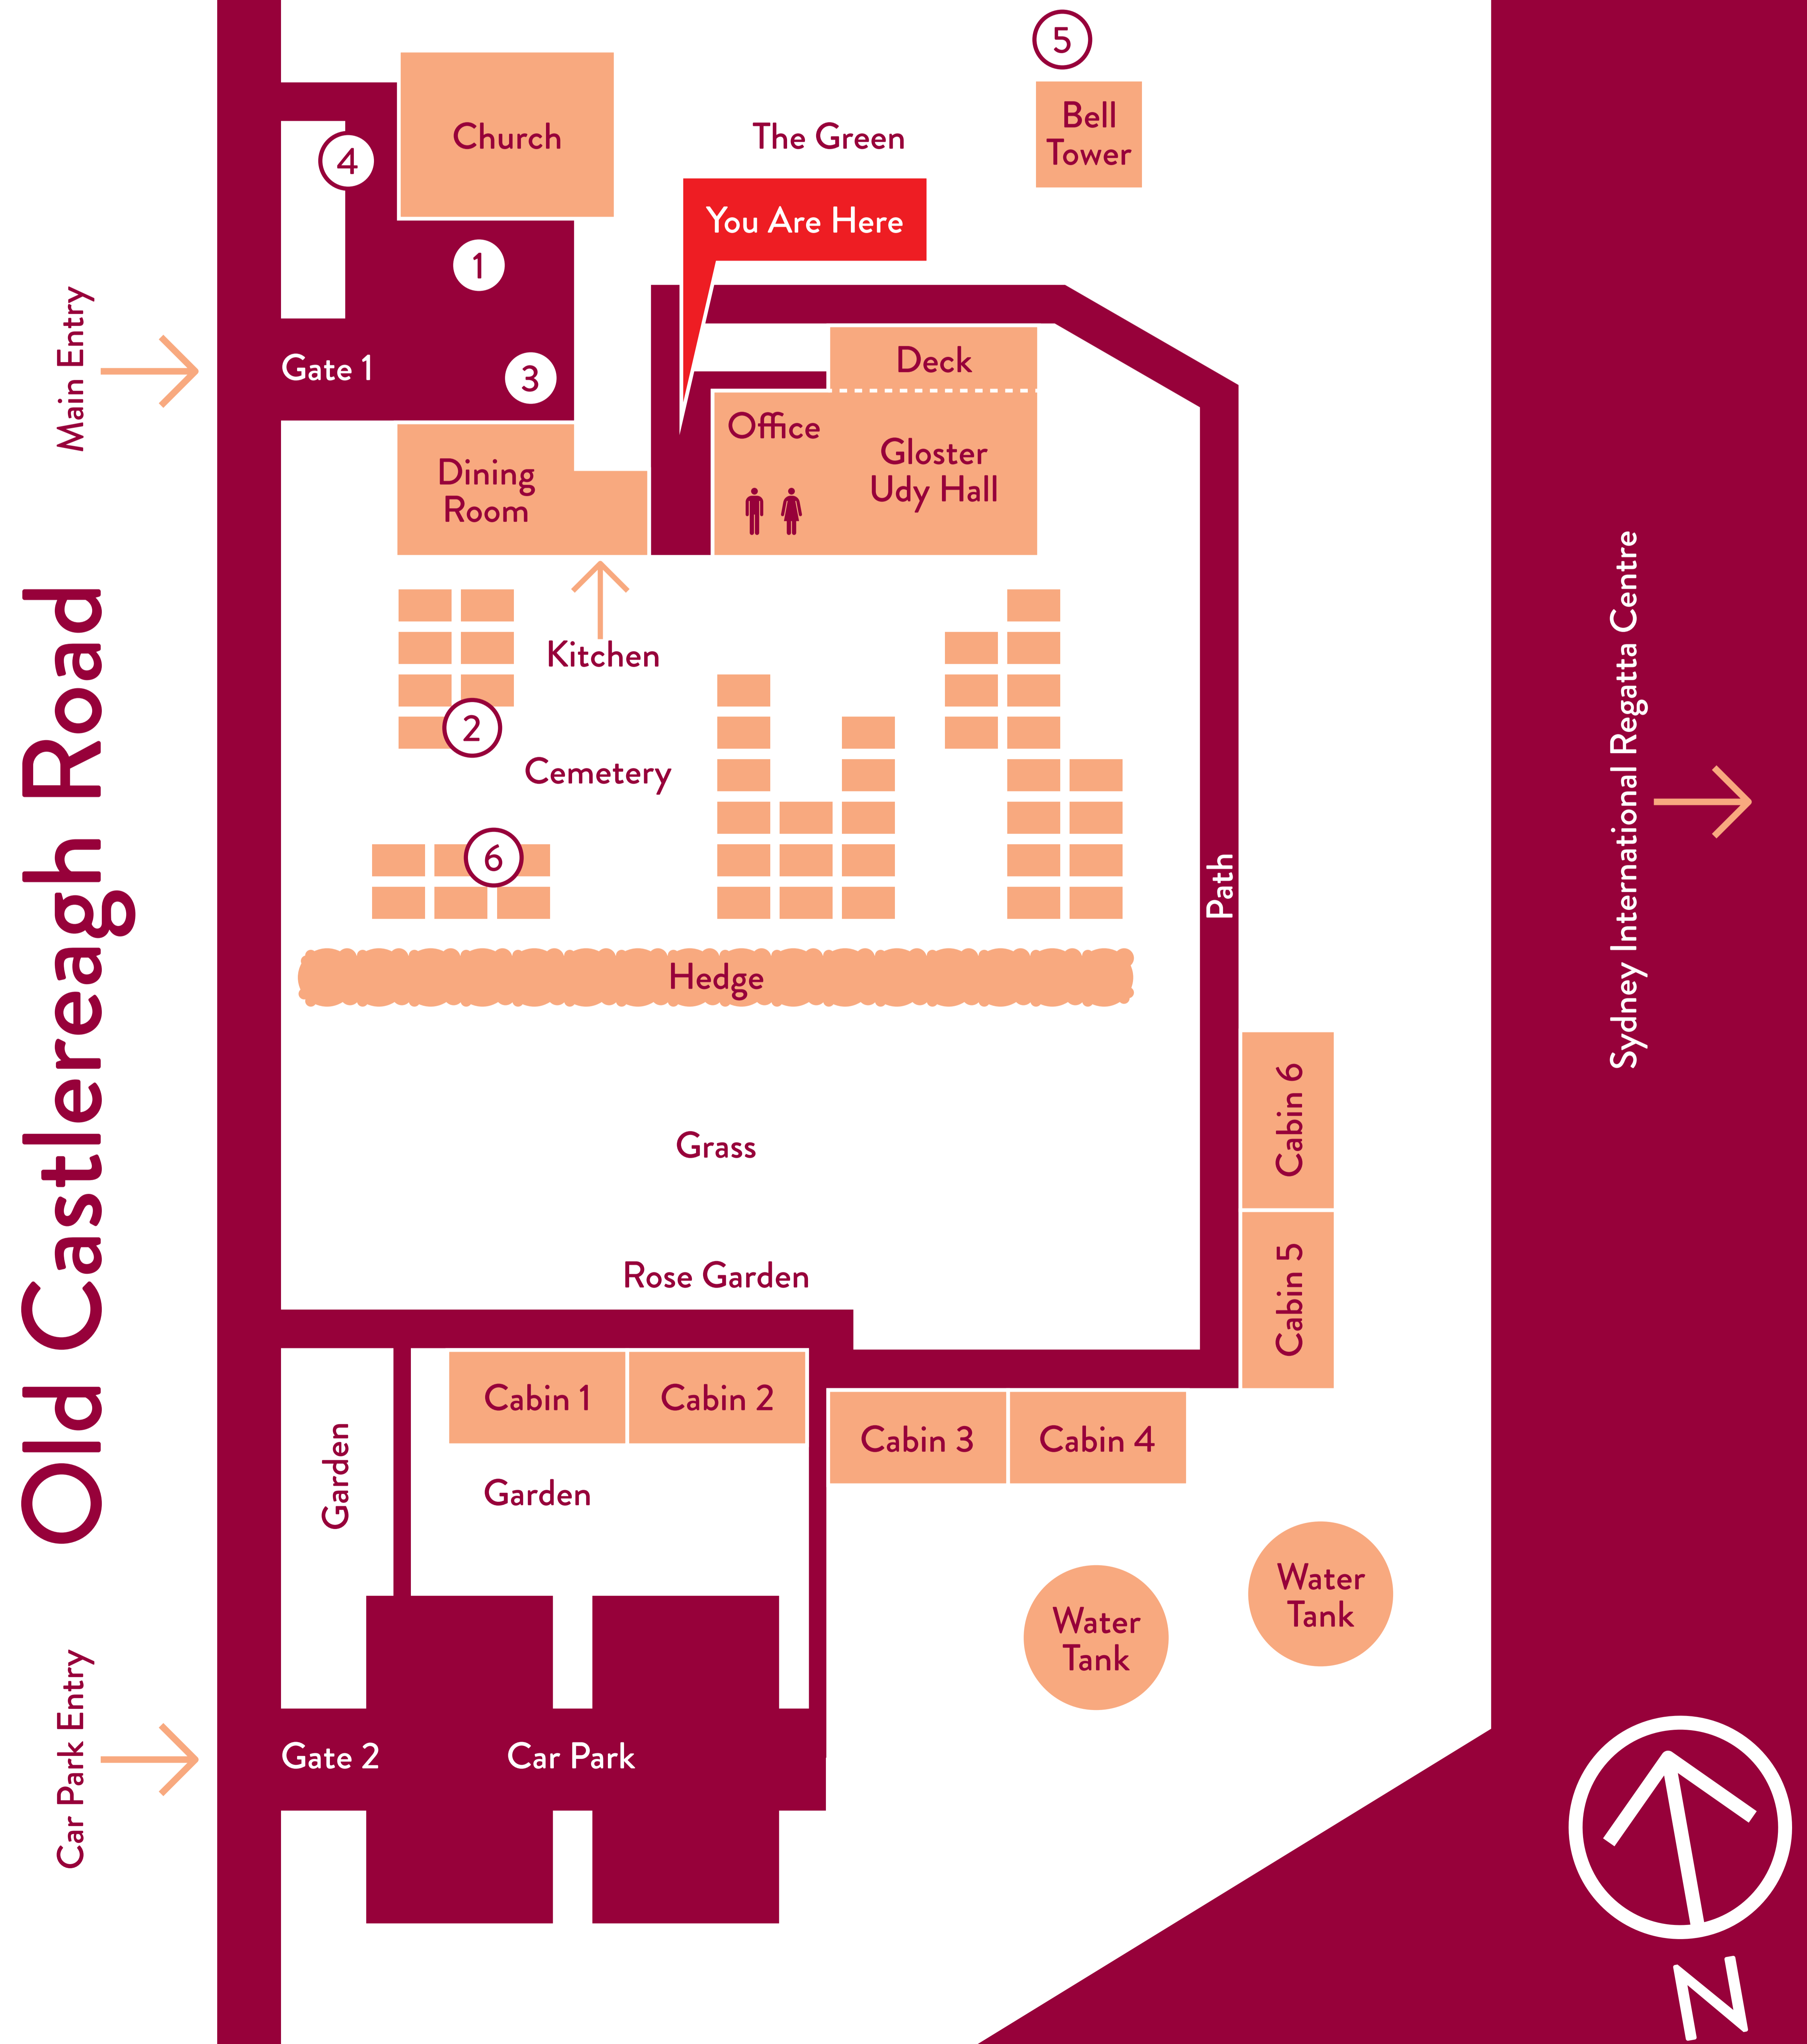 5
Church
Bell
Tower
The Green
4
You Are Here
1
Main Entry
Gate 1
3
Deck
Office
Gloster
Udy Hall
Dining
Room
Kitchen
2
Cemetery
6
Path
Hedge
Old Castlereagh Road
Sydney International Regatta Centre
Grass
Cabin 6
Rose Garden
Cabin 5
Cabin 1
Cabin 2
Cabin 3
Cabin 4
Garden
Garden
Water
Tank
Water
Tank
Car Park Entry
Gate 2
Car Park
N